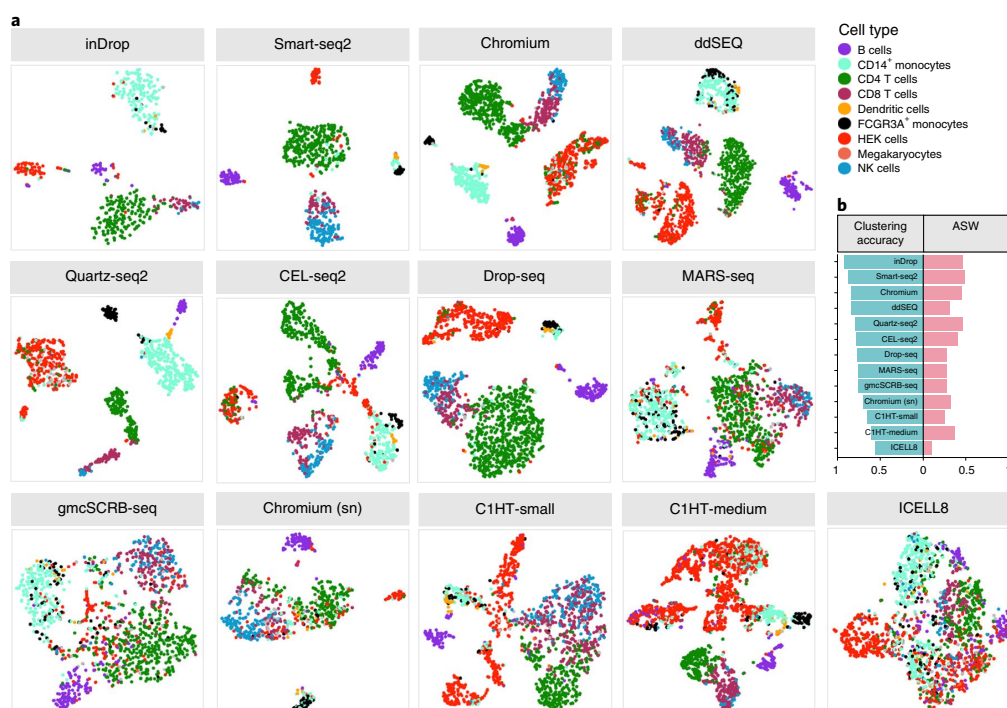 a
inDrop
Smart-seq2
Chromium
ddSEQ
Cell type
B cells
CD14⁺ monocytes
CD4 T cells
CD8 T cells
Dendritic cells
FCGR3A⁺ monocytes
HEK cells
Megakaryocytes
NK cells
Quartz-seq2
CEL-seq2
Drop-seq
MARS-seq
b
Clustering
accuracy
ASW
inDrop
Smart-seq2
Chromium
ddSEQ
Quartz-seq2
CEL-seq2
Drop-seq
MARS-seq
gmcSCRB-seq
Chromium (sn)
C1HT-small
C1HT-medium
ICELL8
1 0.5 0 0.5 1
gmcSCRB-seq
Chromium (sn)
C1HT-small
C1HT-medium
ICELL8